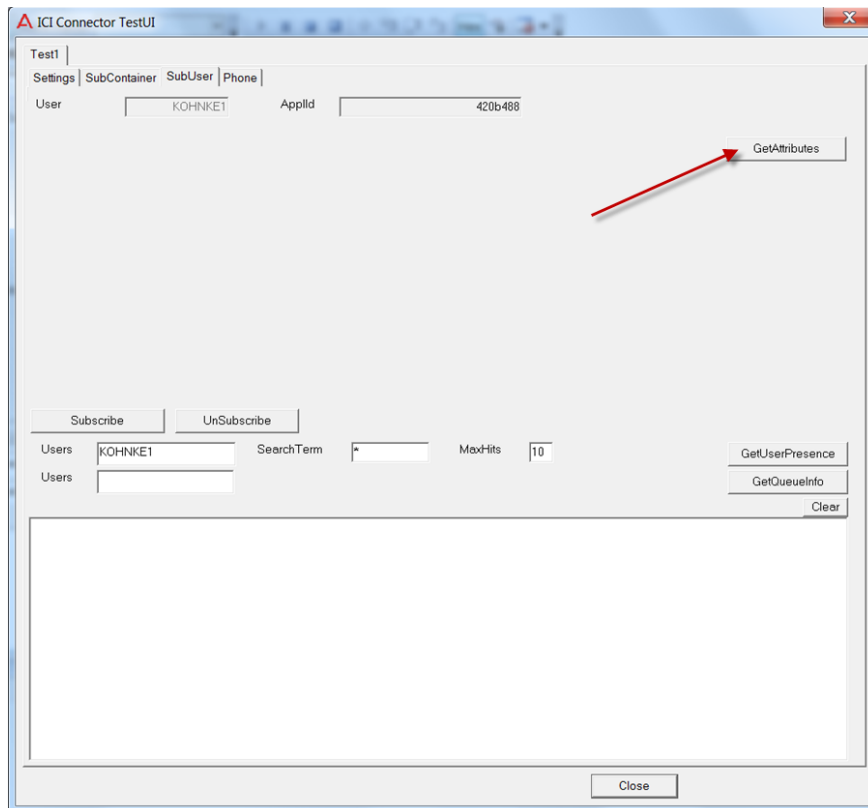 ICI Connector TestUI
Test1
Settings SubContainer SubUser Phone
User KOHNKE1 ApplId 420b488
GetAttributes
Subscribe UnSubscribe
Users KOHNKE1 SearchTerm * MaxHits 10 GetUserPresence
Users GetQueueInfo
Clear
Close